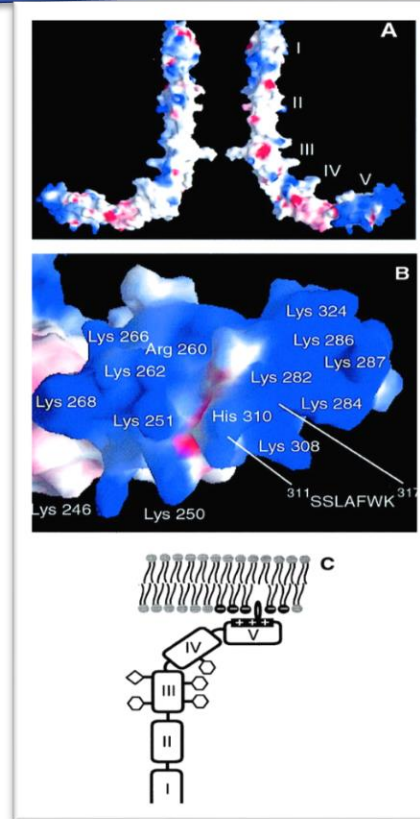 A
I
II
III
IV
V
B
Lys 324
Lys 266
Arg 260
Lys 286
Lys 262
Lys 282
Lys 287
Lys 268
Lys 251
His 310
Lys 284
Lys 308
311SSLAFWK317
Lys 246
Lys 250
C
+ + +
V
IV
III
II
I